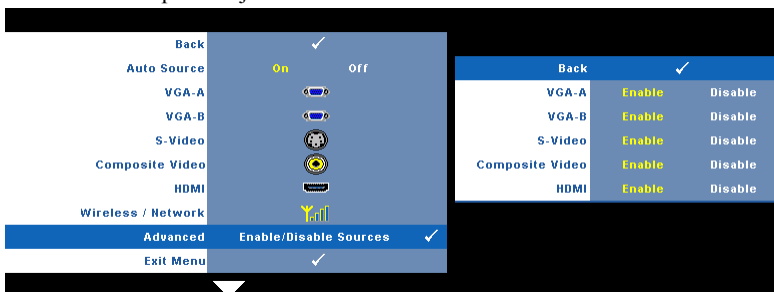 Back
Auto Source On Off
VGA-A
VGA-B
S-Video
Composite Video
HDMI
Wireless / Network
Advanced Enable/Disable Sources
Exit Menu
Back
VGA-A Enable Disable
VGA-B Enable Disable
S-Video Enable Disable
Composite Video Enable Disable
HDMI Enable Disable